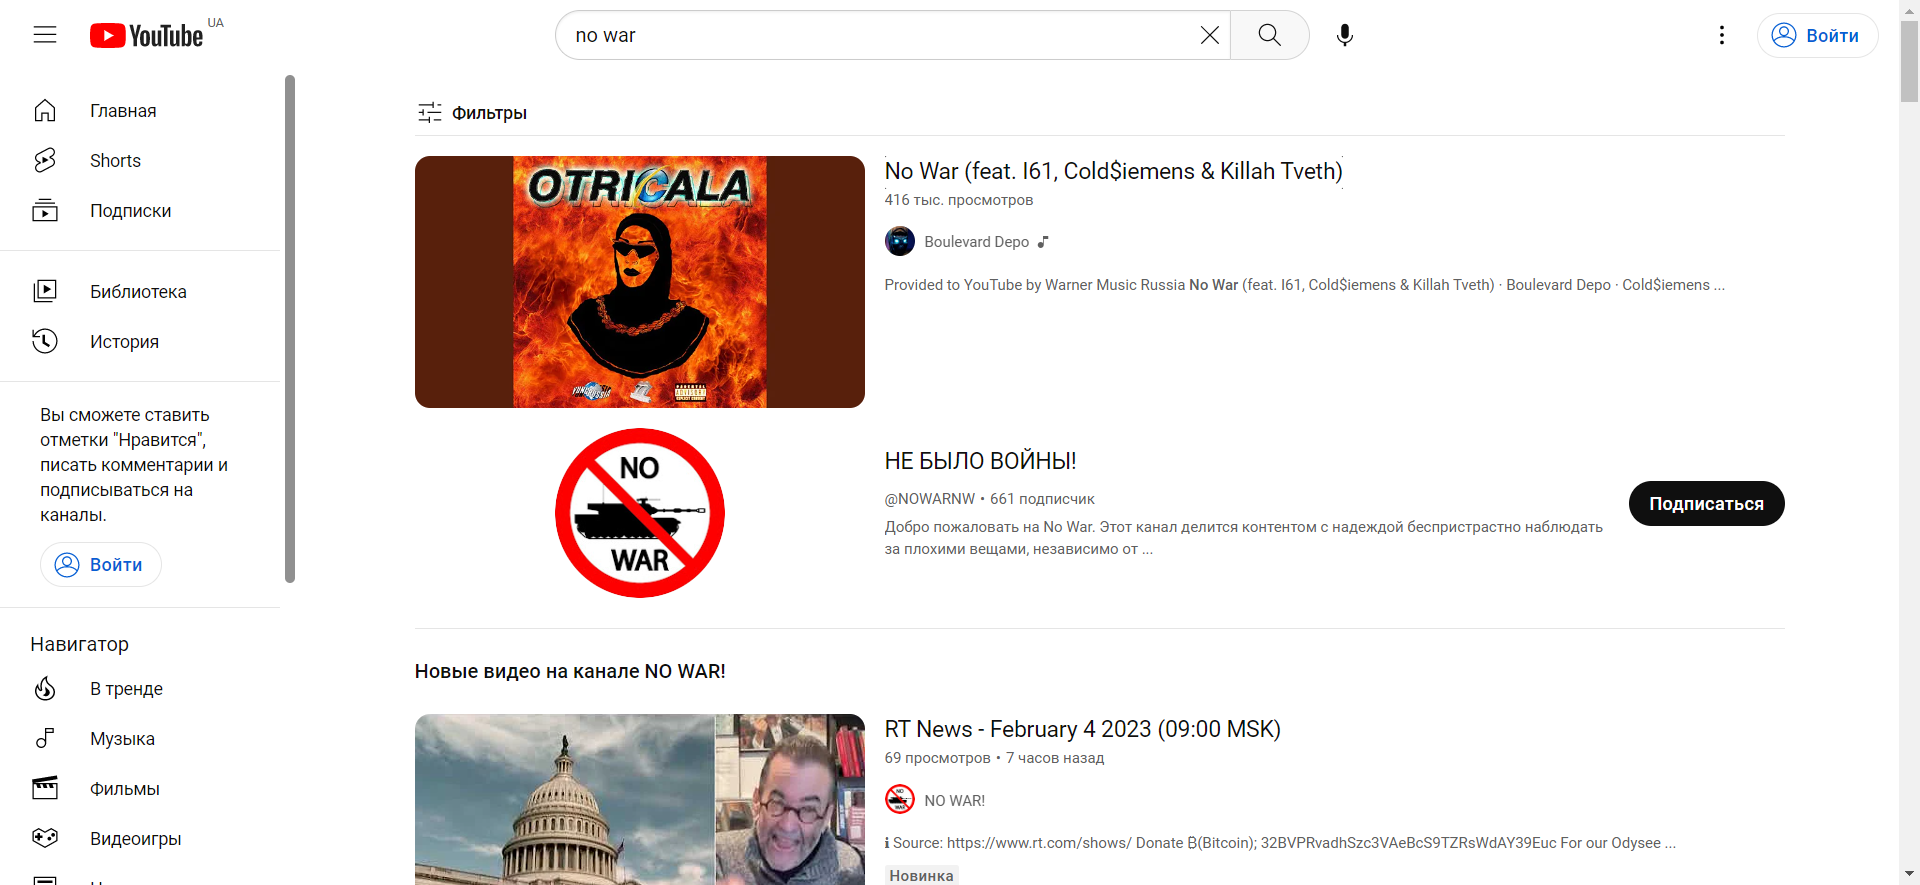 YouTube UA
no war
Войти
Главная
Shorts
Подписки
Библиотека
История
Вы сможете ставить
отметки "Нравится",
писать комментарии и
подписываться на
каналы.
Войти
Навигатор
В тренде
Музыка
Фильмы
Видеоигры
Фильтры
OTRICALA
No War (feat. I61, Cold$iemens & Killah Tveth)
416 тыс. просмотров
Boulevard Depo
Provided to YouTube by Warner Music Russia No War (feat. I61, Cold$iemens & Killah Tveth) · Boulevard Depo · Cold$iemens ...
NO
WAR
НЕ БЫЛО ВОЙНЫ!
@NOWARNW • 661 подписчик
Добро пожаловать на No War. Этот канал делится контентом с надеждой беспристрастно наблюдать
за плохими вещами, независимо от ...
Подписаться
Новые видео на канале NO WAR!
RT News - February 4 2023 (09:00 MSK)
69 просмотров • 7 часов назад
NO WAR!
ℹ Source: https://www.rt.com/shows/ Donate ₿(Bitcoin); 32BVPRvadhSzc3VAeBcS9TZRsWdAY39Euc For our Odysee ...
Новинка